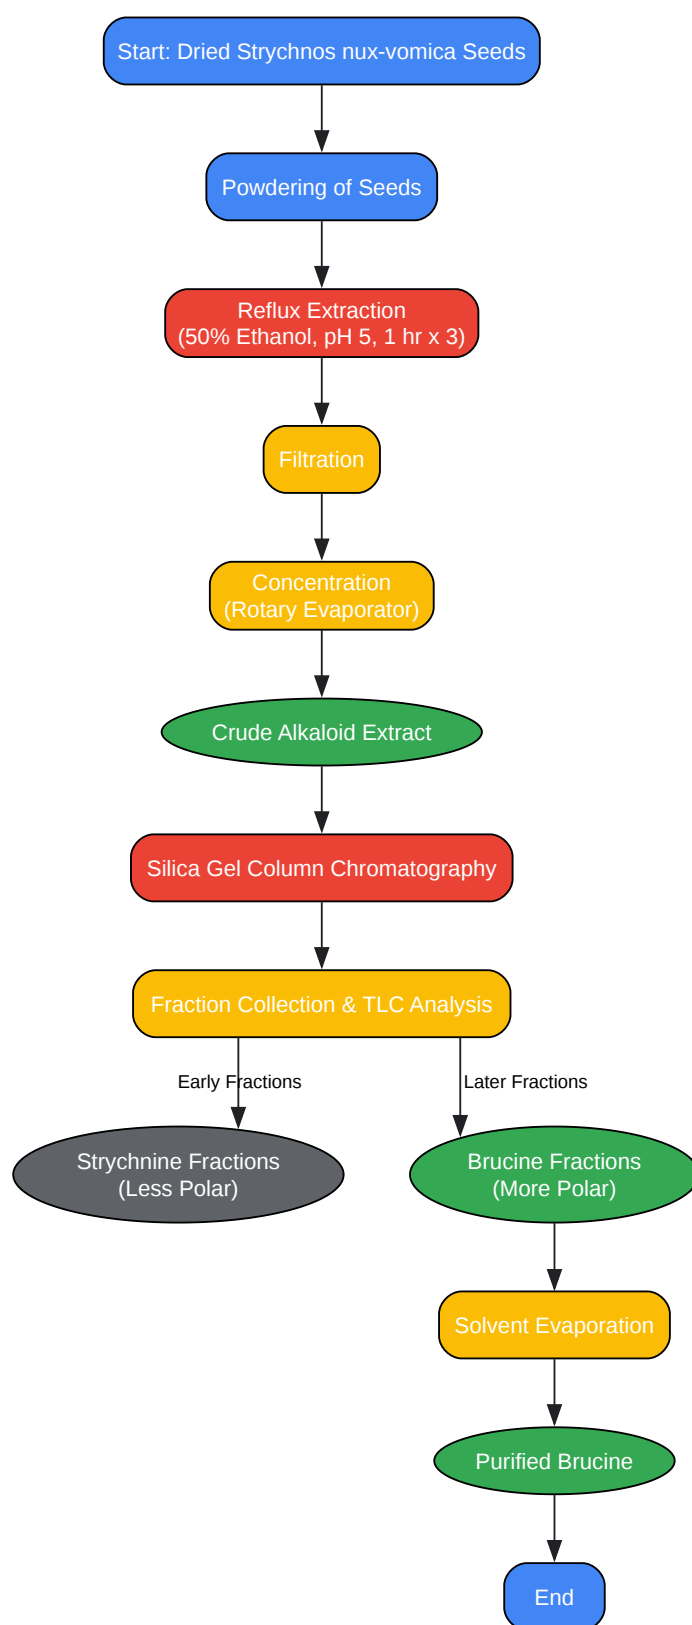 Start: Dried Strychnos nux-vomica Seeds
Powdering of Seeds
Reflux Extraction
(50% Ethanol, pH 5, 1 hr x 3)
Filtration
Concentration
(Rotary Evaporator)
Crude Alkaloid Extract
Silica Gel Column Chromatography
Fraction Collection & TLC Analysis
Early Fractions
Later Fractions
Strychnine Fractions
(Less Polar)
Brucine Fractions
(More Polar)
Solvent Evaporation
Purified Brucine
End